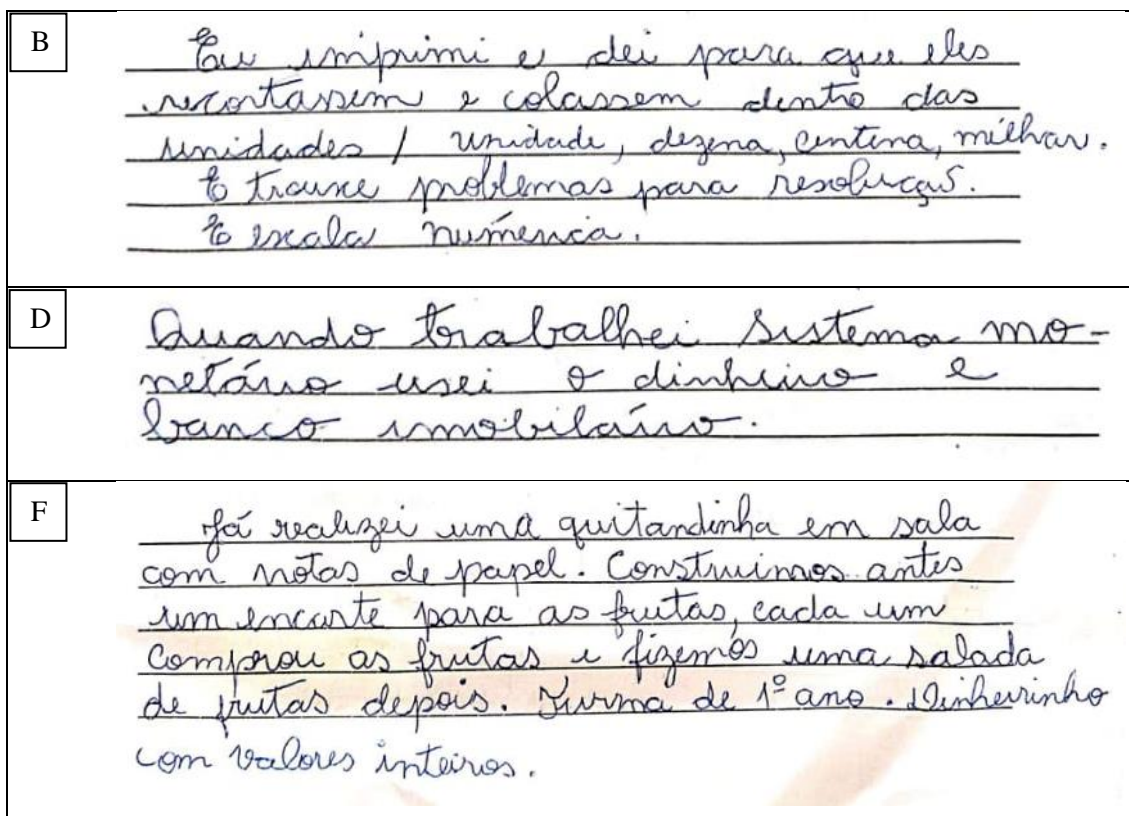 B
Eu imprimi e dei para que eles
recortassem e colassem dentro das
unidades / unidade, dezena, centena, milhar.
E trouxe problemas para resolução.
E escala numérica.
D
Quando trabalhei sistema mo-
netário usei o dinheiro e
banco imobilaíro.
F
Já realizei uma quitandinha em sala
com notas de papel. Construimos antes
um encarte para as frutas, cada um
comprou as frutas e fizemos uma salada
de frutas depois. Turma de 1º ano. Dinheirinho
com valores inteiros.